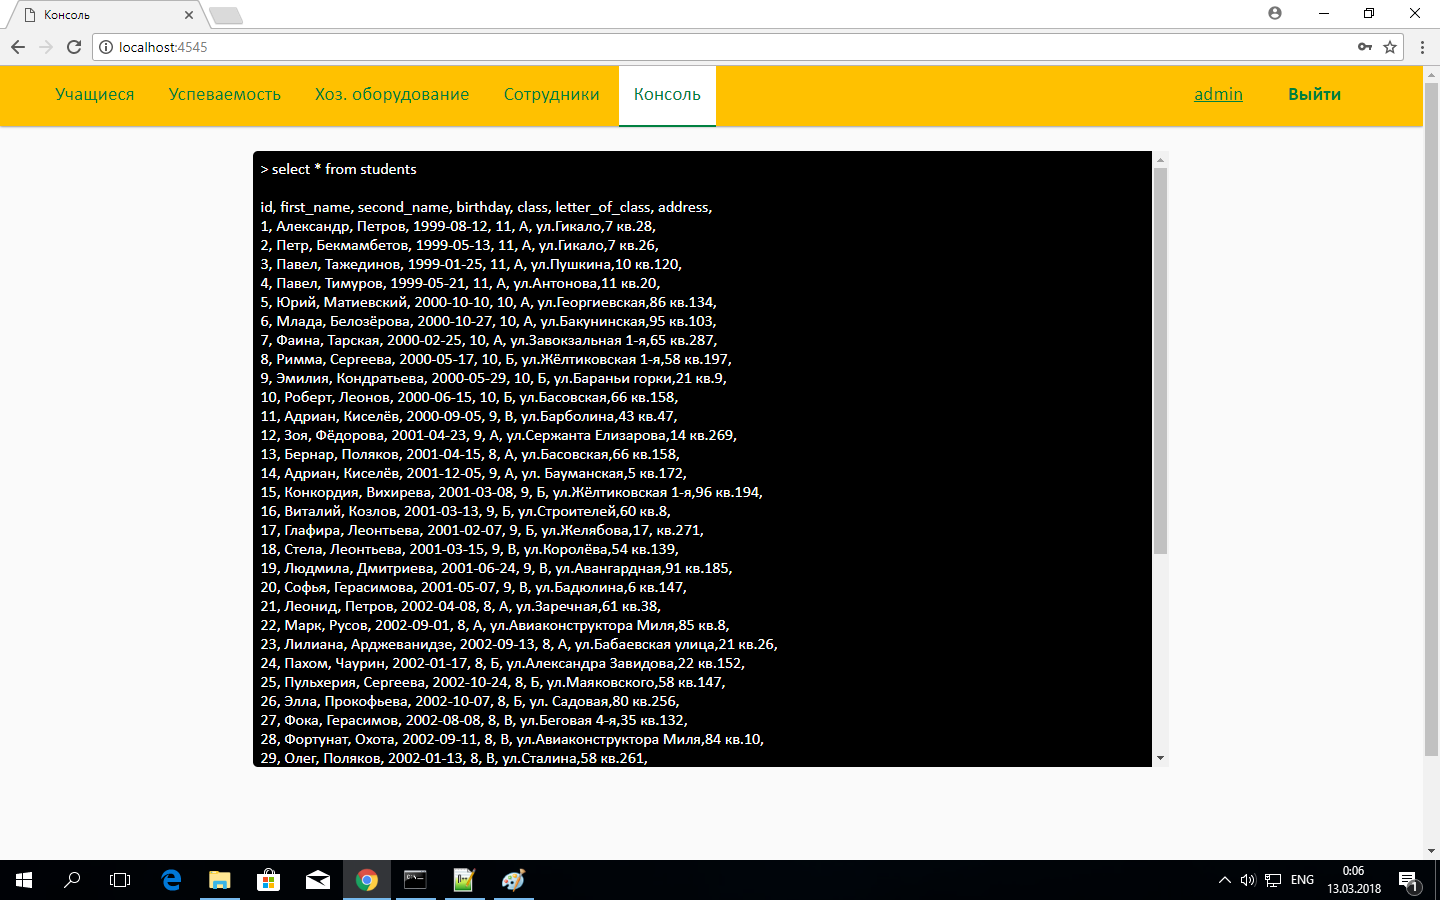 Консоль
localhost:4545
Учащиеся Успеваемость Хоз. оборудование Сотрудники Консоль admin Выйти
> select * from students
id, first_name, second_name, birthday, class, letter_of_class, address,
1, Александр, Петров, 1999-08-12, 11, А, ул.Гикало,7 кв.28,
2, Петр, Бекмамбетов, 1999-05-13, 11, А, ул.Гикало,7 кв.26,
3, Павел, Тажединов, 1999-01-25, 11, А, ул.Пушкина,10 кв.120,
4, Павел, Тимуров, 1999-05-21, 11, А, ул.Антонова,11 кв.20,
5, Юрий, Матиевский, 2000-10-10, 10, А, ул.Георгиевская,86 кв.134,
6, Млада, Белозёрова, 2000-10-27, 10, А, ул.Бакунинская,95 кв.103,
7, Фаина, Тарская, 2000-02-25, 10, А, ул.Завокзальная 1-я,65 кв.287,
8, Римма, Сергеева, 2000-05-17, 10, Б, ул.Жёлтиковская 1-я,58 кв.197,
9, Эмилия, Кондратьева, 2000-05-29, 10, Б, ул.Бараньи горки,21 кв.9,
10, Роберт, Леонов, 2000-06-15, 10, Б, ул.Басовская,66 кв.158,
11, Адриан, Киселёв, 2000-09-05, 9, В, ул.Барболина,43 кв.47,
12, Зоя, Фёдорова, 2001-04-23, 9, А, ул.Сержанта Елизарова,14 кв.269,
13, Бернар, Поляков, 2001-04-15, 8, А, ул.Басовская,66 кв.158,
14, Адриан, Киселёв, 2001-12-05, 9, А, ул. Бауманская,5 кв.172,
15, Конкордия, Вихирева, 2001-03-08, 9, Б, ул.Жёлтиковская 1-я,96 кв.194,
16, Виталий, Козлов, 2001-03-13, 9, Б, ул.Строителей,60 кв.8,
17, Глафира, Леонтьева, 2001-02-07, 9, Б, ул.Желябова,17, кв.271,
18, Стела, Леонтьева, 2001-03-15, 9, В, ул.Королёва,54 кв.139,
19, Людмила, Дмитриева, 2001-06-24, 9, В, ул.Авангардная,91 кв.185,
20, Софья, Герасимова, 2001-05-07, 9, В, ул.Бадюлина,6 кв.147,
21, Леонид, Петров, 2002-04-08, 8, А, ул.Заречная,61 кв.38,
22, Марк, Русов, 2002-09-01, 8, А, ул.Авиаконструктора Миля,85 кв.8,
23, Лилиана, Арджеванидзе, 2002-09-13, 8, А, ул.Бабаевская улица,21 кв.26,
24, Пахом, Чаурин, 2002-01-17, 8, Б, ул.Александра Завидова,22 кв.152,
25, Пульхерия, Сергеева, 2002-10-24, 8, Б, ул.Маяковского,58 кв.147,
26, Элла, Прокофьева, 2002-10-07, 8, Б, ул. Садовая,80 кв.256,
27, Фока, Герасимов, 2002-08-08, 8, В, ул.Беговая 4-я,35 кв.132,
28, Фортунат, Охота, 2002-09-11, 8, В, ул.Авиаконструктора Миля,84 кв.10,
29, Олег, Поляков, 2002-01-13, 8, В, ул.Сталина,58 кв.261,
ENG
0:06
13.03.2018
1